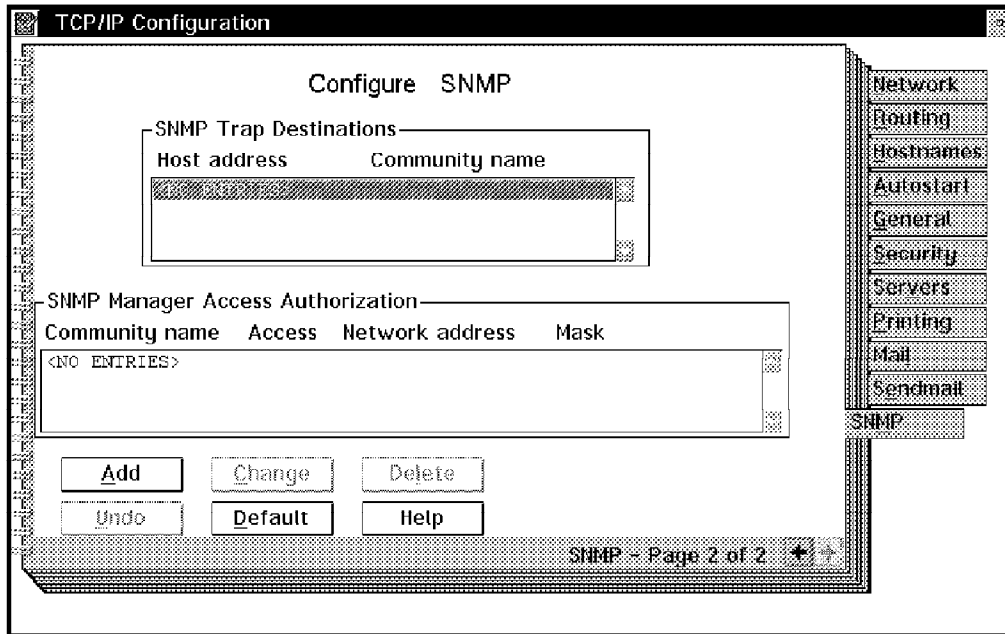 TCP/IP Configuration
Configure SNMP
SNMP Trap Destinations
Host address Community name
<NO ENTRIES>
SNMP Manager Access Authorization
Community name Access Network address Mask
<NO ENTRIES>
Add Change Delete
Undo Default Help
SNMP - Page 2 of 2
Network
Routing
Hostnames
Autostart
General
Security
Servers
Printing
Mail
Sendmail
SNMP